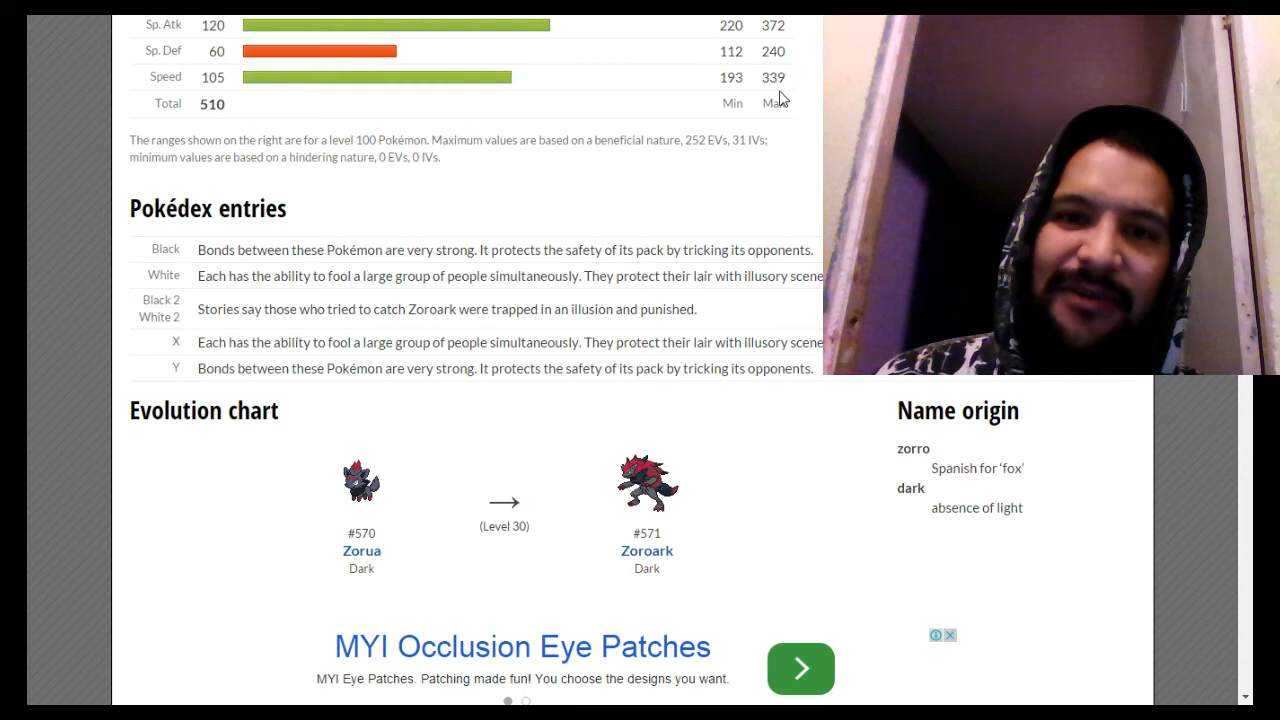 Sp. Atk 120 220 372
Sp. Def 60 112 240
Speed 105 193 339
Total 510 Min Max
The ranges shown on the right are for a level 100 Pokémon. Maximum values are based on a beneficial nature, 252 EVs, 31 IVs;
minimum values are based on a hindering nature, 0 EVs, 0 IVs.
Pokédex entries
Black Bonds between these Pokémon are very strong. It protects the safety of its pack by tricking its opponents.
White Each has the ability to fool a large group of people simultaneously. They protect their lair with illusory scene
Black 2
White 2
Stories say those who tried to catch Zoroark were trapped in an illusion and punished.
X Each has the ability to fool a large group of people simultaneously. They protect their lair with illusory scene
Y Bonds between these Pokémon are very strong. It protects the safety of its pack by tricking its opponents.
Evolution chart
#570
Zorua
Dark
→
(Level 30)
#571
Zoroark
Dark
Name origin
zorro
Spanish for ‘fox’
dark
absence of light
MYI Occlusion Eye Patches
MYI Eye Patches. Patching made fun! You choose the designs you want.